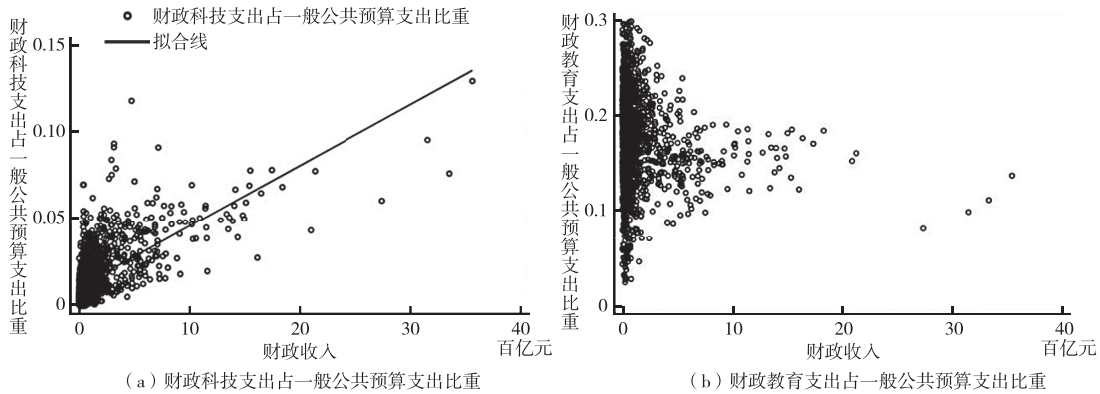 财政科技支出占一般公共预算支出比重
拟合线
财政科技支出占一般公共预算支出比重
0.15
0.10
0.05
0
0 10 20 30 40
财政收入
百亿元
(a)财政科技支出占一般公共预算支出比重
财政教育支出占一般公共预算支出比重
0.3
0.2
0.1
0
0 10 20 30 40
财政收入
百亿元
(b)财政教育支出占一般公共预算支出比重